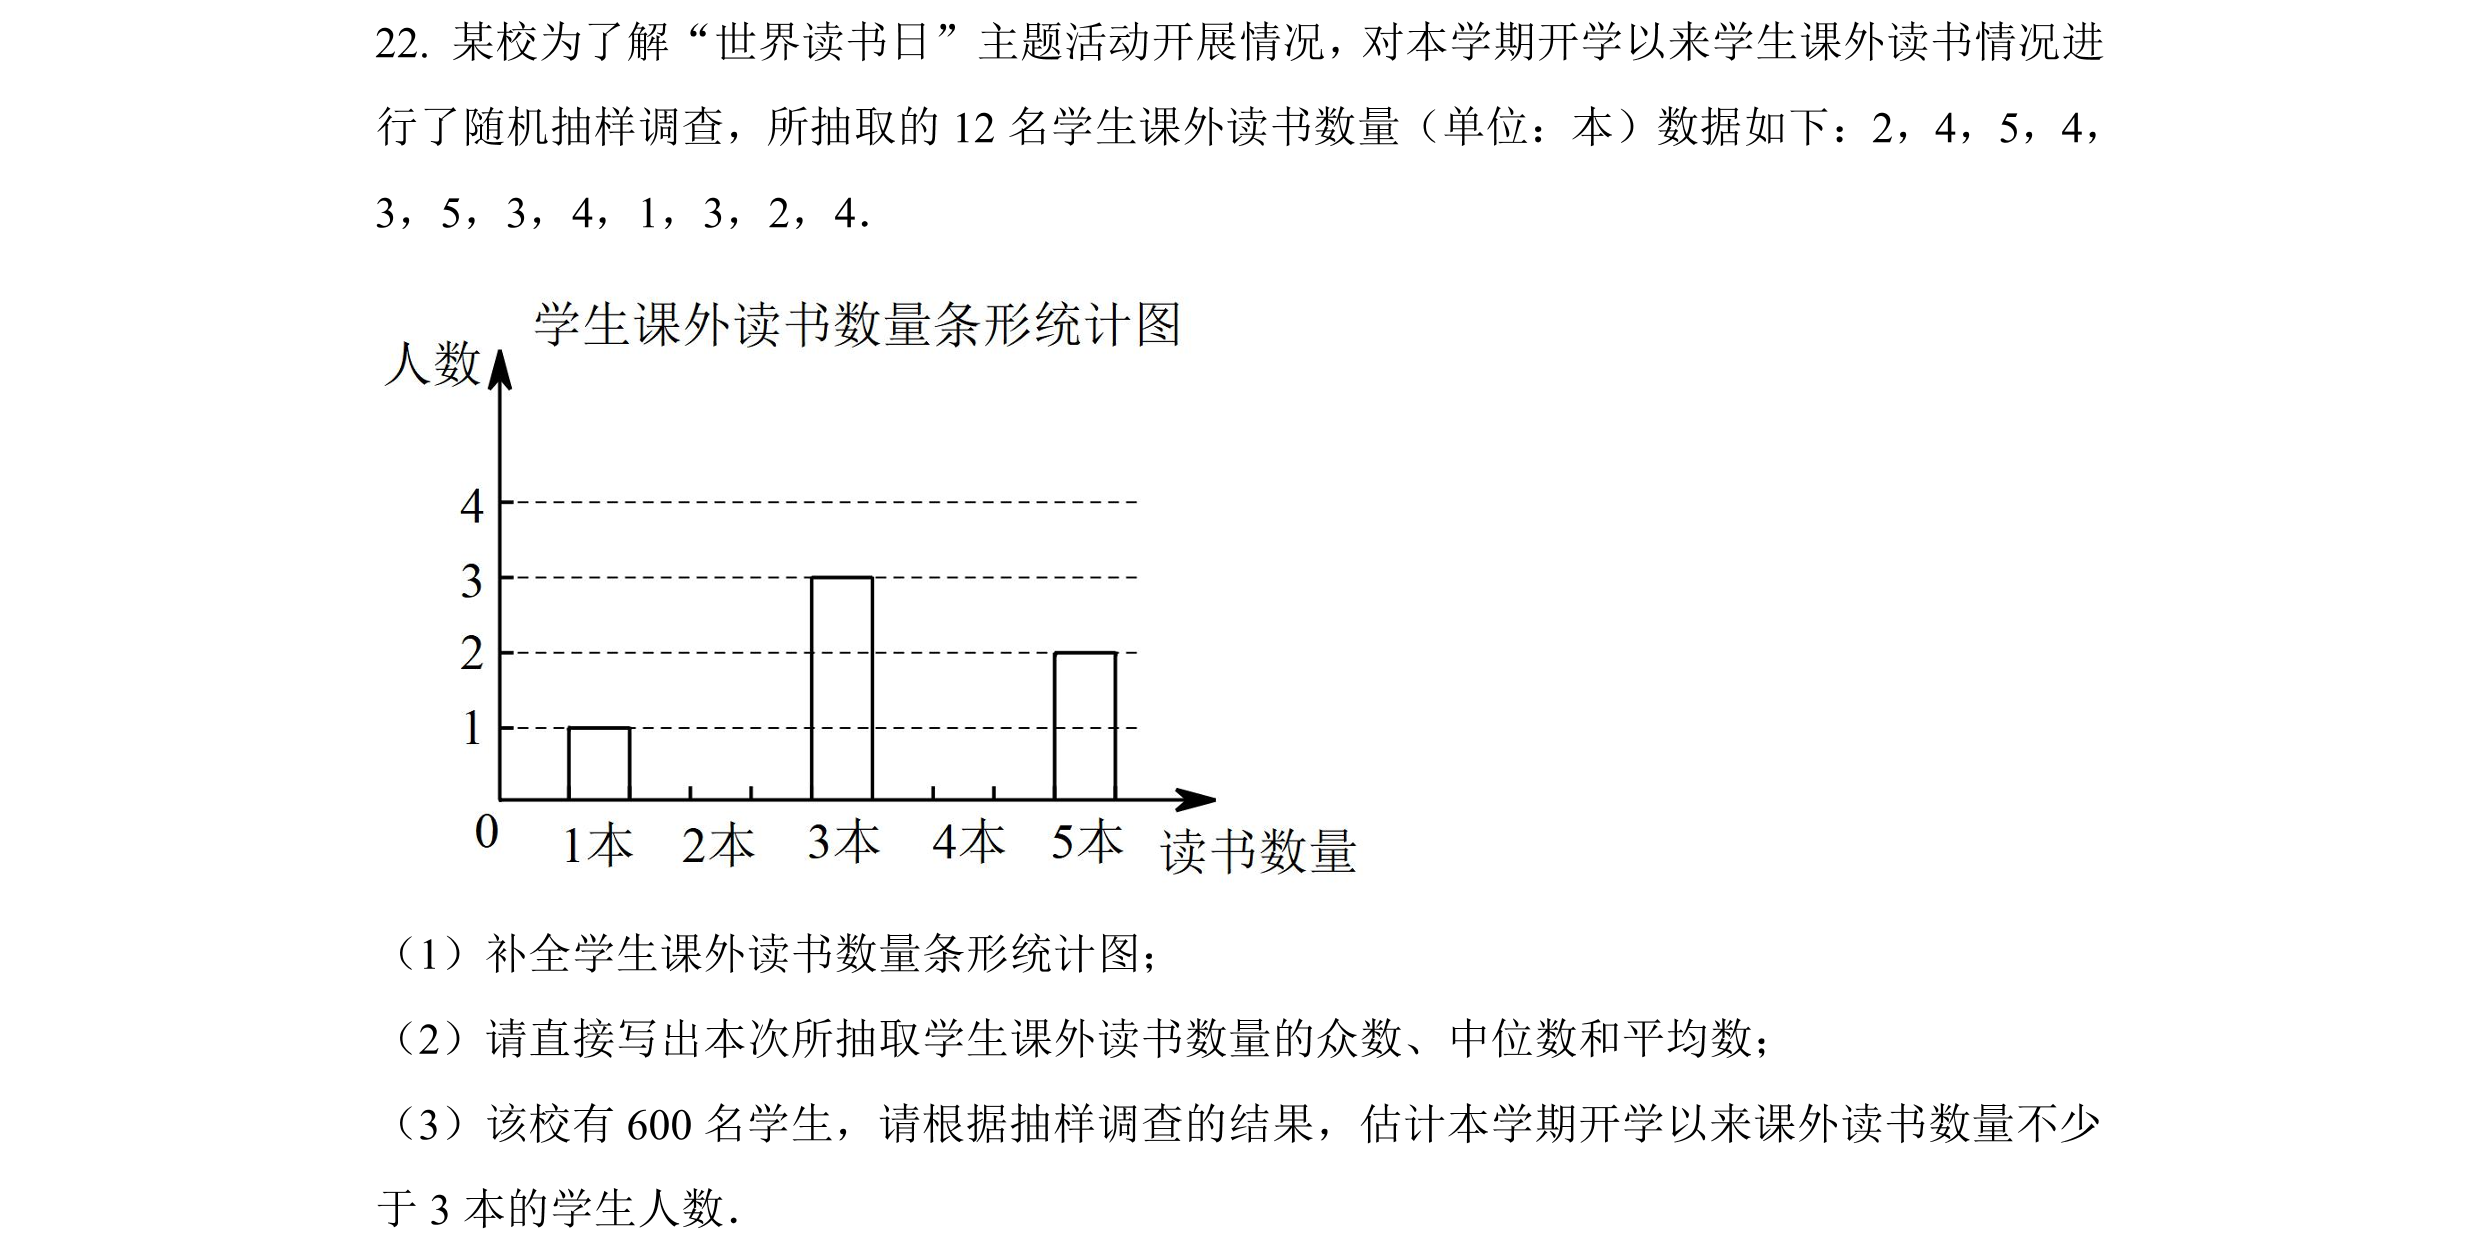 22. 某校为了解“世界读书日”主题活动开展情况，对本学期开学以来学生课外读书情况进
行了随机抽样调查，所抽取的 12 名学生课外读书数量（单位：本）数据如下：2，4，5，4，
3，5，3，4，1，3，2，4．
学生课外读书数量条形统计图
人数
4
3
2
1
0
1本 2本 3本 4本 5本 读书数量
（1）补全学生课外读书数量条形统计图；
（2）请直接写出本次所抽取学生课外读书数量的众数、中位数和平均数；
（3）该校有 600 名学生，请根据抽样调查的结果，估计本学期开学以来课外读书数量不少
于 3 本的学生人数．